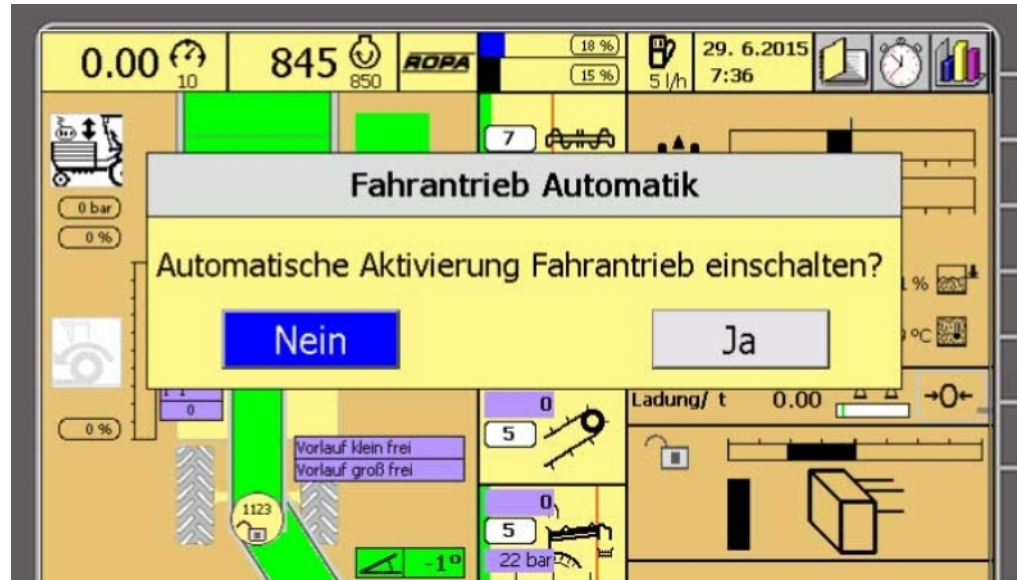 0.00
10
845
850
ROPA
18 %
15 %
5 l/h
29. 6.2015
7:36
7
0 bar
0 %
Fahrantrieb Automatik
Automatische Aktivierung Fahrantrieb einschalten?
Nein
Ja
°C
0
0
5
Ladung/ t
0.00
→0←
0 %
Vorlauf klein frei
Vorlauf groß frei
1123
0
5
22 bar
-1°